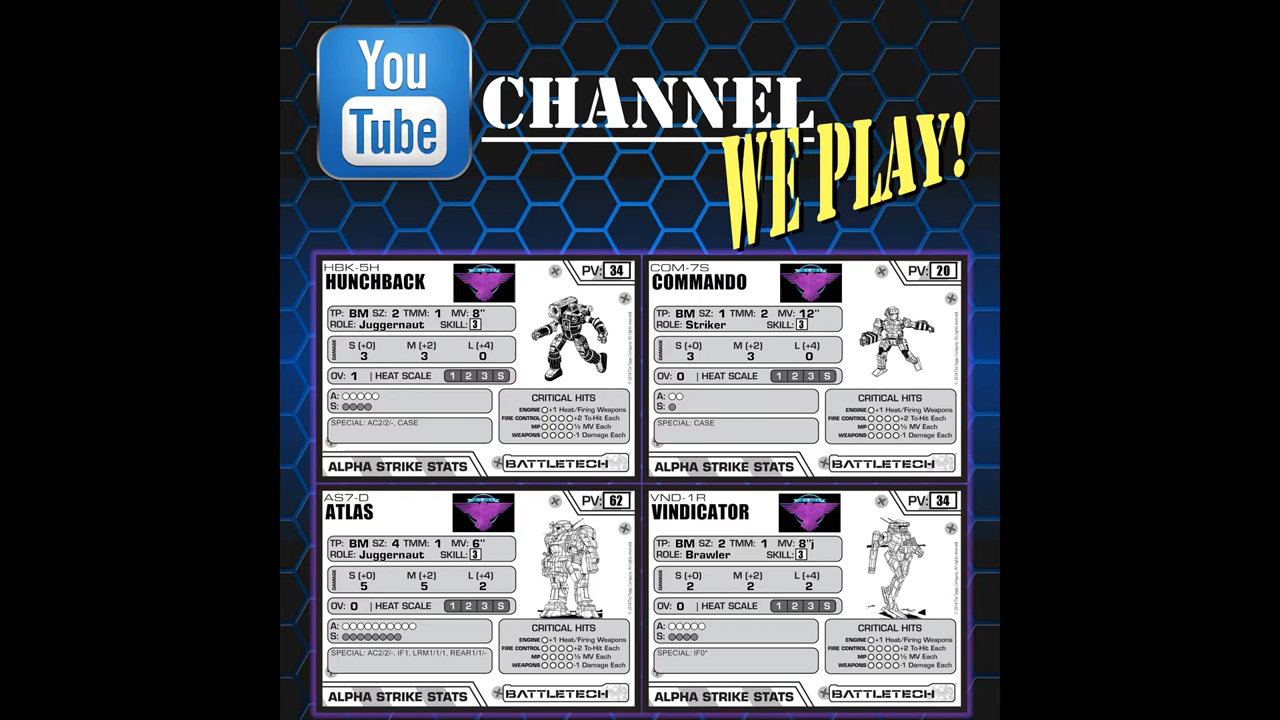 You
Tube
CHANNEL
WE PLAY!
HBK-5H
HUNCHBACK
PV: 34
TP: BM SZ: 2 TMM: 1 MV: 8"
ROLE: Juggernaut SKILL: 3
DAMAGE
S (+0) M (+2) L (+4)
3 3 0
OV: 1 | HEAT SCALE 1 2 3 S
A:
S:
SPECIAL: AC2/2/-, CASE
CRITICAL HITS
ENGINE +1 Heat/Firing Weapons
FIRE CONTROL +2 To-Hit Each
MP ½ MV Each
WEAPONS -1 Damage Each
ALPHA STRIKE STATS
BATTLETECH
COM-7S
COMMANDO
PV: 20
TP: BM SZ: 1 TMM: 2 MV: 12"
ROLE: Striker SKILL: 3
DAMAGE
S (+0) M (+2) L (+4)
3 3 0
OV: 0 | HEAT SCALE 1 2 3 S
A:
S:
SPECIAL: CASE
CRITICAL HITS
ENGINE +1 Heat/Firing Weapons
FIRE CONTROL +2 To-Hit Each
MP ½ MV Each
WEAPONS -1 Damage Each
ALPHA STRIKE STATS
BATTLETECH
AS7-D
ATLAS
PV: 62
TP: BM SZ: 4 TMM: 1 MV: 6"
ROLE: Juggernaut SKILL: 3
DAMAGE
S (+0) M (+2) L (+4)
5 5 2
OV: 0 | HEAT SCALE 1 2 3 S
A:
S:
SPECIAL: AC2/2/-, IF1, LRM1/1/1, REAR1/1/-
CRITICAL HITS
ENGINE +1 Heat/Firing Weapons
FIRE CONTROL +2 To-Hit Each
MP ½ MV Each
WEAPONS -1 Damage Each
ALPHA STRIKE STATS
BATTLETECH
VND-1R
VINDICATOR
PV: 34
TP: BM SZ: 2 TMM: 1 MV: 8"j
ROLE: Brawler SKILL: 3
DAMAGE
S (+0) M (+2) L (+4)
2 2 2
OV: 0 | HEAT SCALE 1 2 3 S
A:
S:
SPECIAL: IF0*
CRITICAL HITS
ENGINE +1 Heat/Firing Weapons
FIRE CONTROL +2 To-Hit Each
MP ½ MV Each
WEAPONS -1 Damage Each
ALPHA STRIKE STATS
BATTLETECH